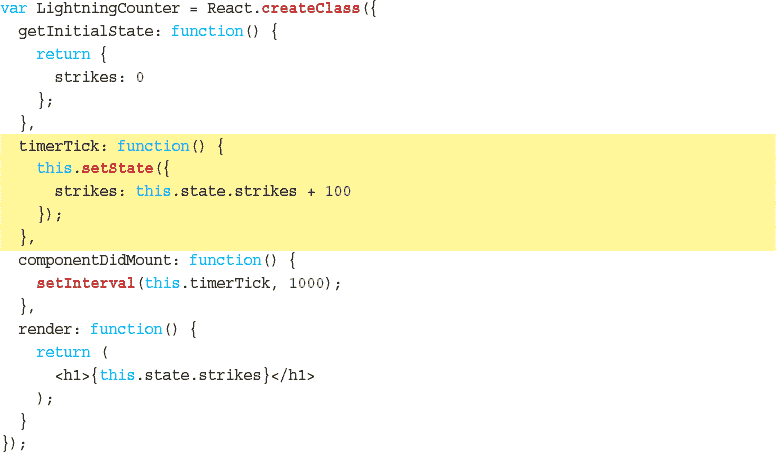 var LightningCounter = React.createClass({
  getInitialState: function() {
    return {
      strikes: 0
    };
  },
  timerTick: function() {
    this.setState({
      strikes: this.state.strikes + 100
    });
  },
  componentDidMount: function() {
    setInterval(this.timerTick, 1000);
  },
  render: function() {
    return (
      <h1>{this.state.strikes}</h1>
    );
  }
});